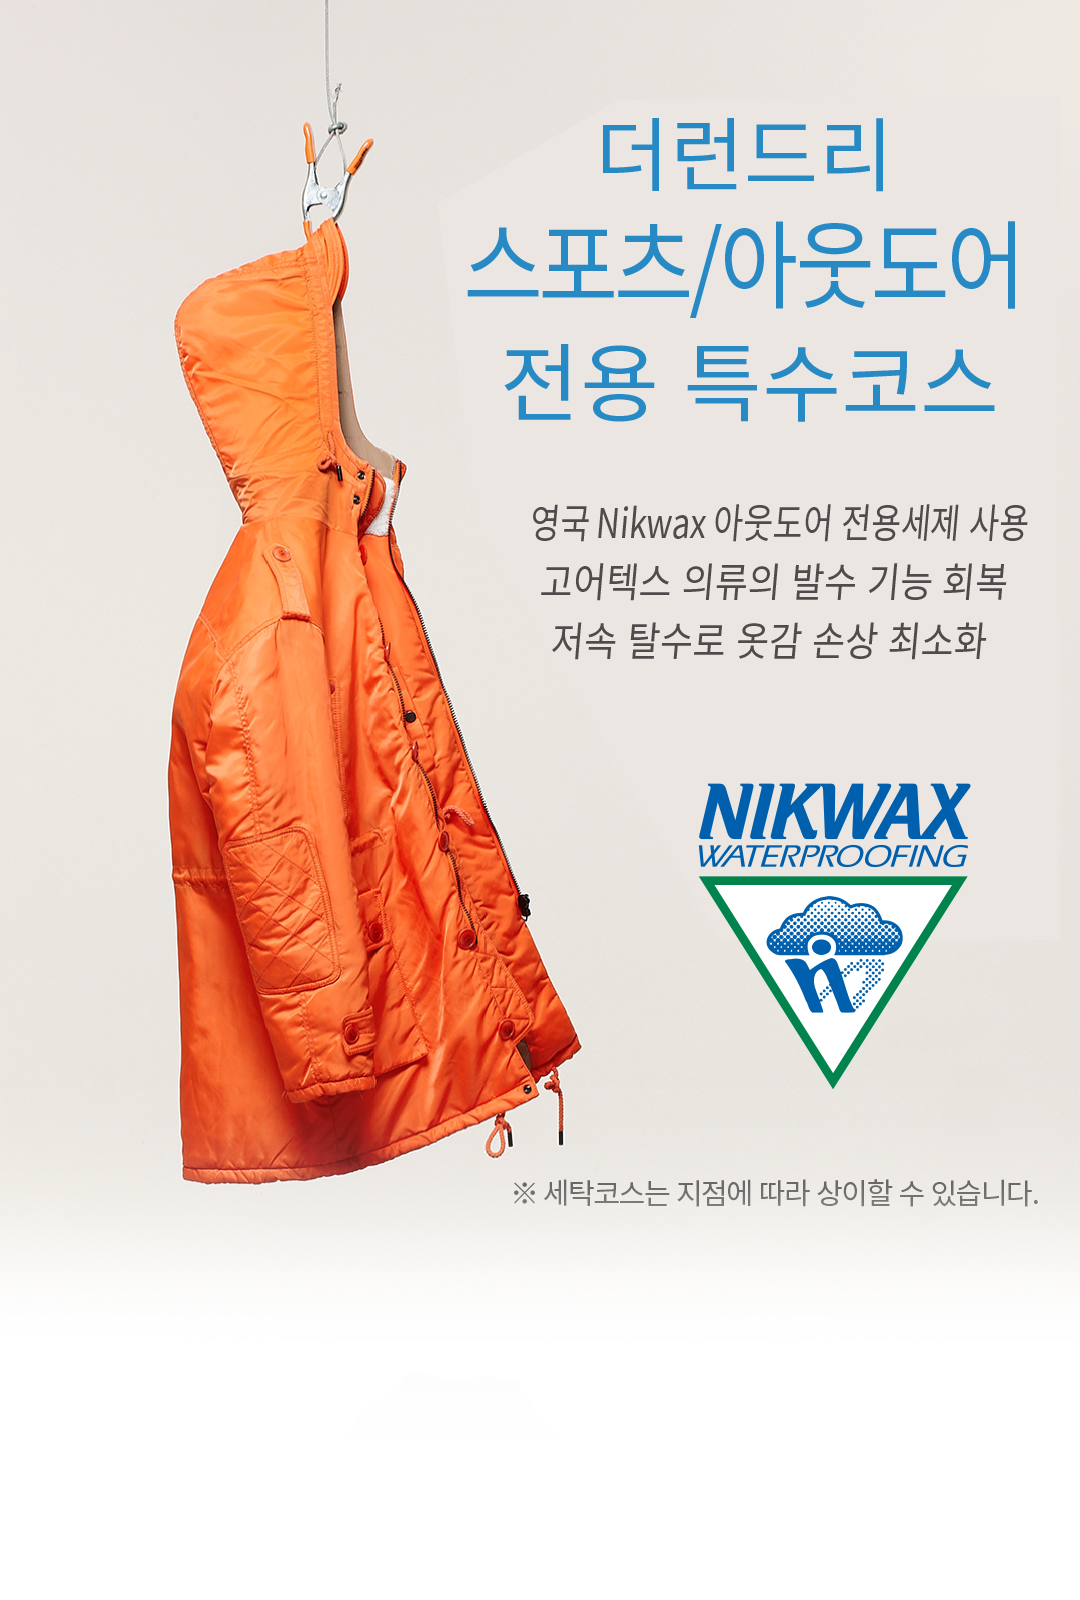 더런드리
스포츠/아웃도어
전용 특수코스
영국 Nikwax 아웃도어 전용세제 사용
고어텍스 의류의 발수 기능 회복
저속 탈수로 옷감 손상 최소화
NIKWAX
WATERPROOFING
n
※ 세탁코스는 지점에 따라 상이할 수 있습니다.